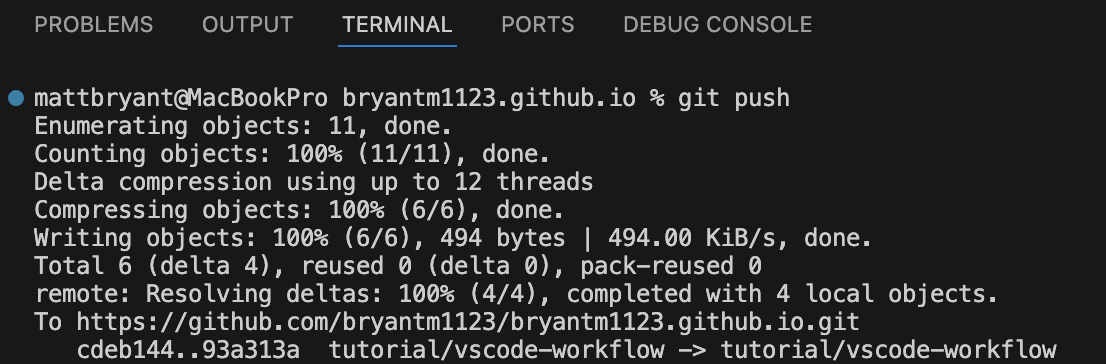 PROBLEMS OUTPUT TERMINAL PORTS DEBUG CONSOLE
mattbryant@MacBookPro bryantm1123.github.io % git push
Enumerating objects: 11, done.
Counting objects: 100% (11/11), done.
Delta compression using up to 12 threads
Compressing objects: 100% (6/6), done.
Writing objects: 100% (6/6), 494 bytes | 494.00 KiB/s, done.
Total 6 (delta 4), reused 0 (delta 0), pack-reused 0
remote: Resolving deltas: 100% (4/4), completed with 4 local objects.
To https://github.com/bryantm1123/bryantm1123.github.io.git
   cdeb144..93a313a  tutorial/vscode-workflow -> tutorial/vscode-workflow